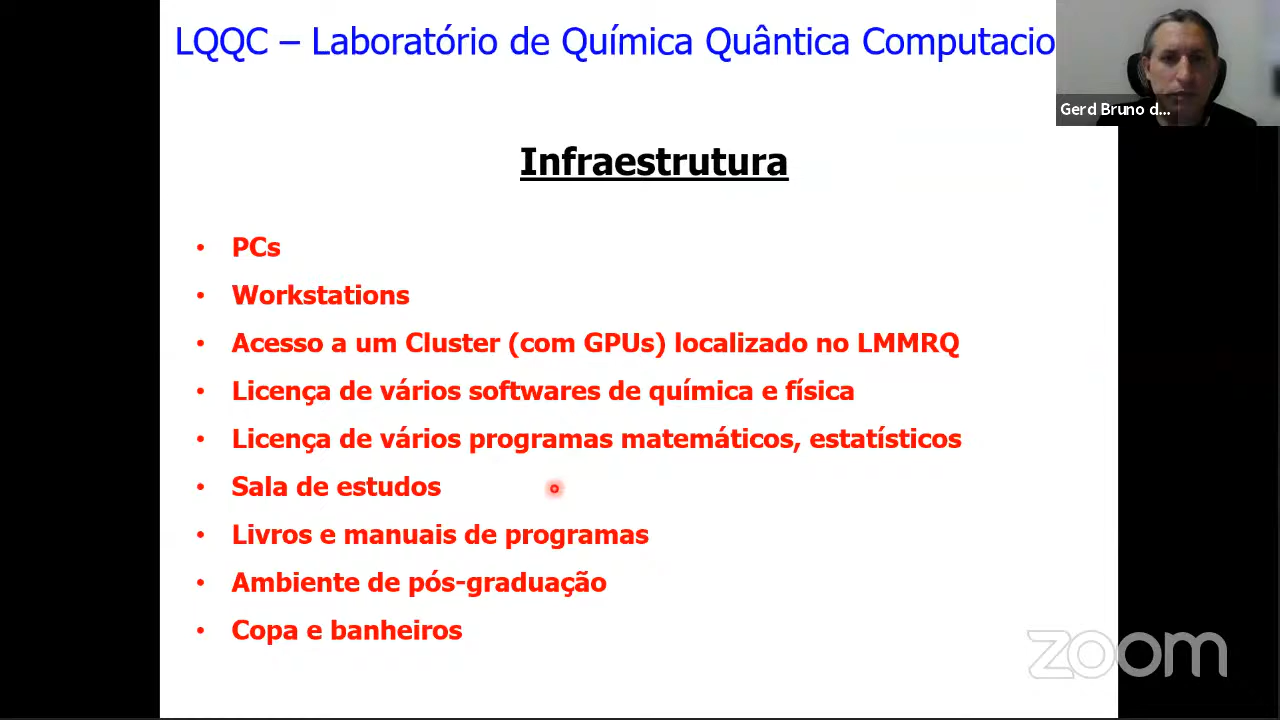 LQQC – Laboratório de Química Quântica Computacio
Gerd Bruno d...
Infraestrutura
• PCs
• Workstations
• Acesso a um Cluster (com GPUs) localizado no LMMRQ
• Licença de vários softwares de química e física
• Licença de vários programas matemáticos, estatísticos
• Sala de estudos
• Livros e manuais de programas
• Ambiente de pós-graduação
• Copa e banheiros
zoom